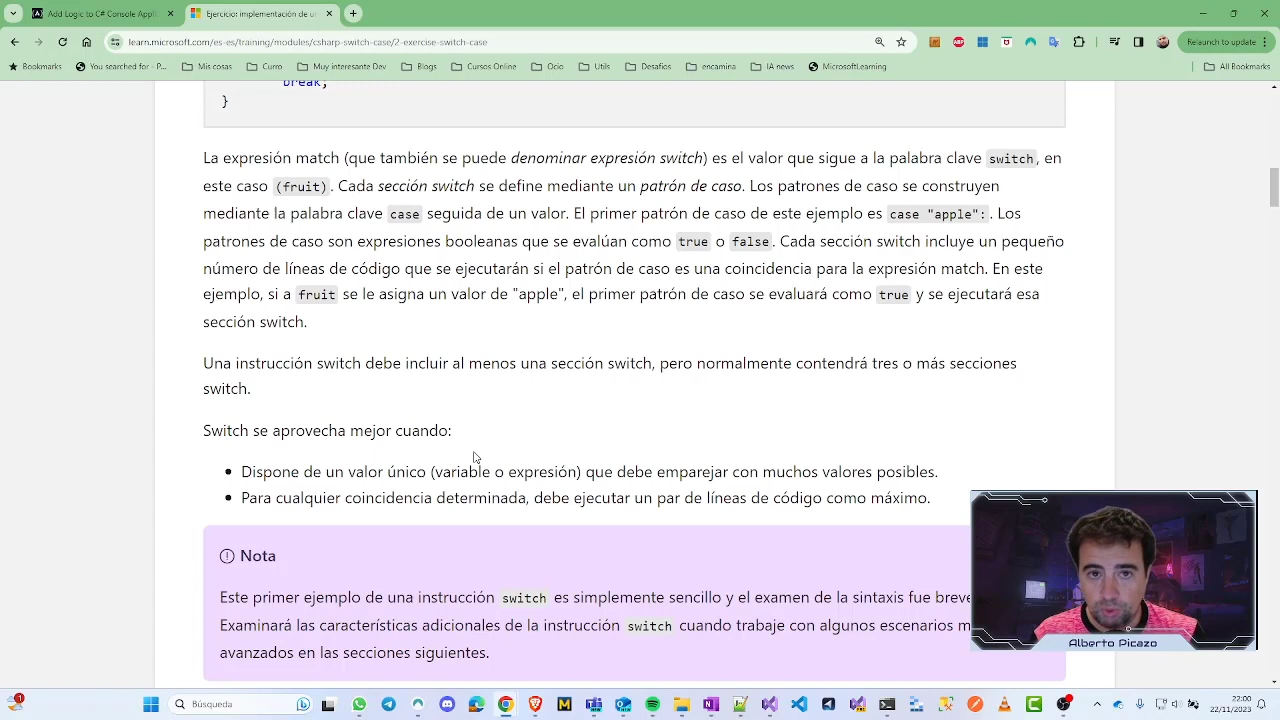 Add Logic to C# Console Applic
Ejercicio implementación de u
learn.microsoft.com/es-es/training/modules/csharp-switch-case/2-exercise-switch-case
Relaunch to update
Bookmarks
You searched for - P...
Mis cosas
Curro
Muy interesante Dev
Blogs
Cursos Online
Ocio
Utils
Desafios
encamina
IA news
MicrosoftLearning
All Bookmarks
break;
}
La expresión match (que también se puede denominar expresión switch) es el valor que sigue a la palabra clave switch, en
este caso (fruit). Cada sección switch se define mediante un patrón de caso. Los patrones de caso se construyen
mediante la palabra clave case seguida de un valor. El primer patrón de caso de este ejemplo es case "apple":. Los
patrones de caso son expresiones booleanas que se evalúan como true o false. Cada sección switch incluye un pequeño
número de líneas de código que se ejecutarán si el patrón de caso es una coincidencia para la expresión match. En este
ejemplo, si a fruit se le asigna un valor de "apple", el primer patrón de caso se evaluará como true y se ejecutará esa
sección switch.
Una instrucción switch debe incluir al menos una sección switch, pero normalmente contendrá tres o más secciones
switch.
Switch se aprovecha mejor cuando:
• Dispone de un valor único (variable o expresión) que debe emparejar con muchos valores posibles.
• Para cualquier coincidencia determinada, debe ejecutar un par de líneas de código como máximo.
Nota
Este primer ejemplo de una instrucción switch es simplemente sencillo y el examen de la sintaxis fue breve
Examinará las características adicionales de la instrucción switch cuando trabaje con algunos escenarios m
avanzados en las secciones siguientes.
Alberto Picazo
Búsqueda
22:00
22/11/2023